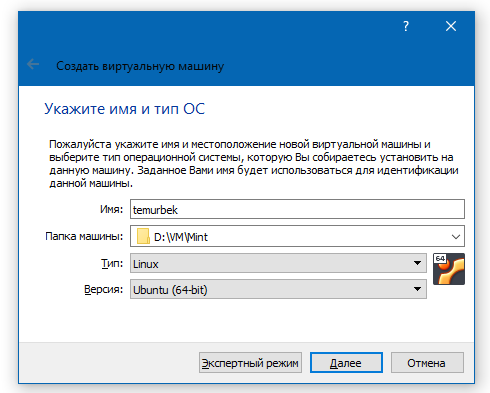 ?
Создать виртуальную машину
Укажите имя и тип ОС
Пожалуйста укажите имя и местоположение новой виртуальной машины и
выберите тип операционной системы, которую Вы собираетесь установить на
данную машину. Заданное Вами имя будет использоваться для идентификации
данной машины.
Имя: temurbek
Папка машины: D:\VM\Mint
Тип: Linux
64
Версия: Ubuntu (64-bit)
Экспертный режим Далее Отмена